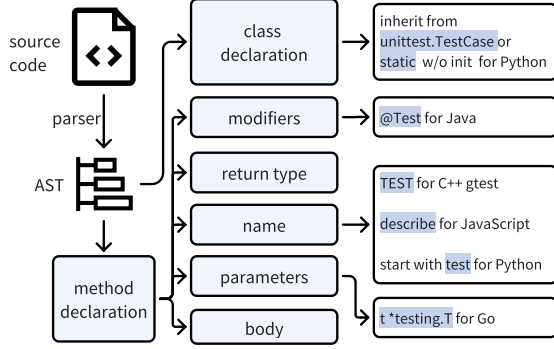 source
code
parser
AST
method
declaration
class
declaration
modifiers
return type
name
parameters
body
inherit from
unittest.TestCase or
static w/o init for Python
@Test for Java
TEST for C++ gtest
describe for JavaScript
start with test for Python
t *testing.T for Go